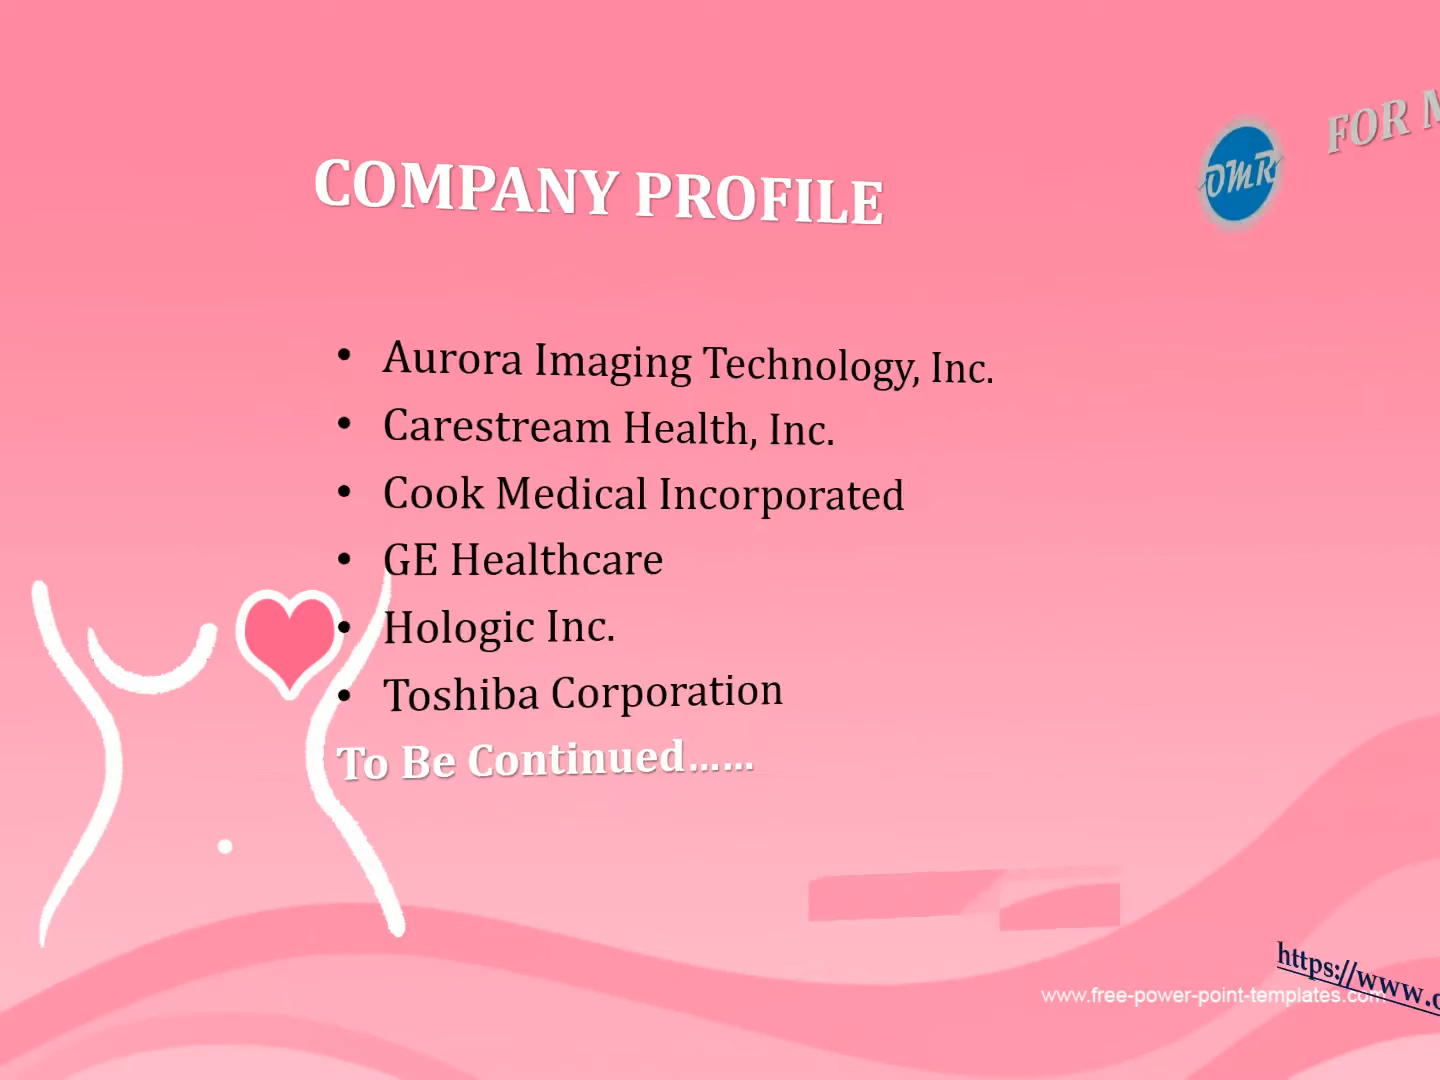 COMPANY PROFILE
OMR
FOR
• Aurora Imaging Technology, Inc.
• Carestream Health, Inc.
• Cook Medical Incorporated
• GE Healthcare
• Hologic Inc.
• Toshiba Corporation
To Be Continued......
https://www.
www.free-power-point-templates.com